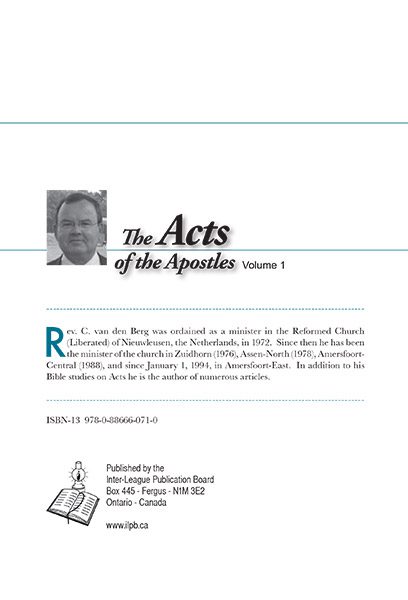 The Acts
of the Apostles Volume 1
Rev. C. van den Berg was ordained as a minister in the Reformed Church
(Liberated) of Nieuwleusen, the Netherlands, in 1972. Since then he has been
the minister of the church in Zuidhorn (1976), Assen-North (1978), Amersfoort-
Central (1988), and since January 1, 1994, in Amersfoort-East. In addition to his
Bible studies on Acts he is the author of numerous articles.
ISBN-13 978-0-88666-071-0
Published by the
Inter-League Publication Board
Box 445 - Fergus - N1M 3E2
Ontario - Canada
www.ilpb.ca